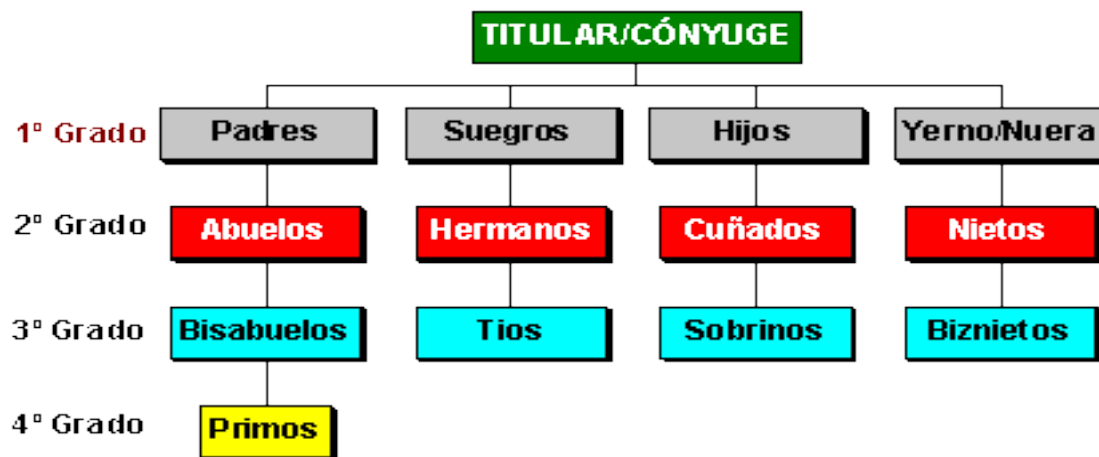 TITULAR/CÓNYUGE
1º Grado Padres Suegros Hijos Yerno/Nuera
2º Grado Abuelos Hermanos Cuñados Nietos
3º Grado Bisabuelos Tios Sobrinos Biznietos
4º Grado Primos